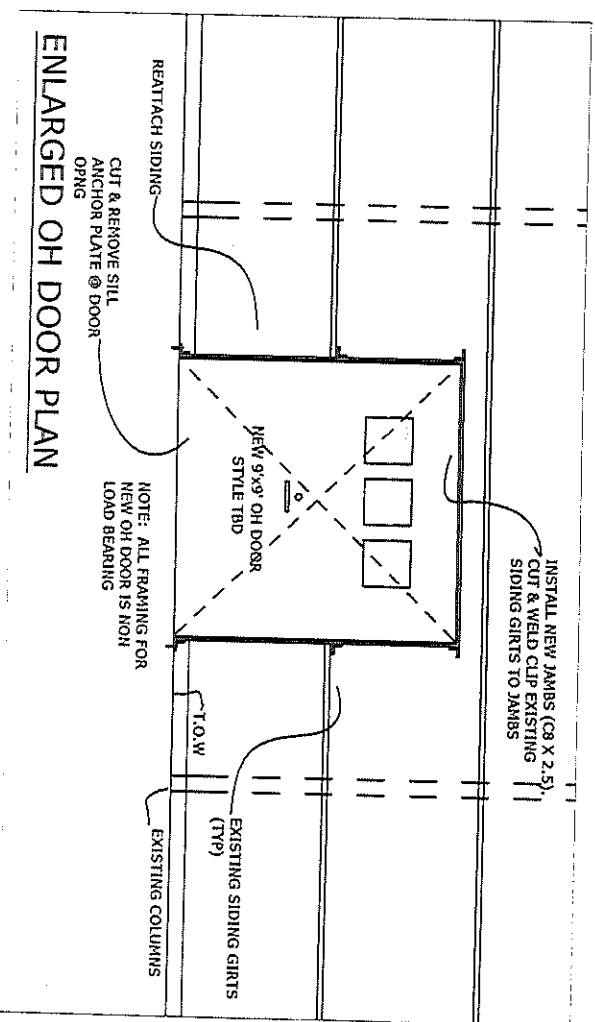 INSTALL NEW JAMBS (C8 X 2.5).
CUT & WELD CLIP EXISTING
SIDING GIRTS TO JAMBS
NEW 9'x9' OH DOOR
STYLE TBD
REATTACH SIDING
EXISTING SIDING GIRTS
(TYP)
T.O.W
EXISTING COLUMNS
CUT & REMOVE SILL
ANCHOR PLATE @ DOOR
OPNG
NOTE: ALL FRAMING FOR
NEW OH DOOR IS NON
LOAD BEARING
ENLARGED OH DOOR PLAN